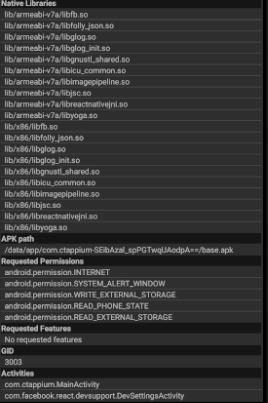 Native Libraries
lib/armeabi-v7a/libfb.so
lib/armeabi-v7a/libfolly_json.so
lib/armeabi-v7a/libglog.so
lib/armeabi-v7a/libglog_init.so
lib/armeabi-v7a/libgnustl_shared.so
lib/armeabi-v7a/libicu_common.so
lib/armeabi-v7a/libimagepipeline.so
lib/armeabi-v7a/libjsc.so
lib/armeabi-v7a/libreactnativejni.so
lib/armeabi-v7a/libyoga.so
lib/x86/libfb.so
lib/x86/libfolly_json.so
lib/x86/libglog.so
lib/x86/libglog_init.so
lib/x86/libgnustl_shared.so
lib/x86/libicu_common.so
lib/x86/libimagepipeline.so
lib/x86/libjsc.so
lib/x86/libreactnativejni.so
lib/x86/libyoga.so
APK path
/data/app/com.ctappium-SEibAzal_spPGTwqUAodpA==/base.apk
Requested Permissions
android.permission.INTERNET
android.permission.SYSTEM_ALERT_WINDOW
android.permission.WRITE_EXTERNAL_STORAGE
android.permission.READ_PHONE_STATE
android.permission.READ_EXTERNAL_STORAGE
Requested Features
No requested features
GID
3003
Activities
com.ctappium.MainActivity
com.facebook.react.devsupport.DevSettingsActivity